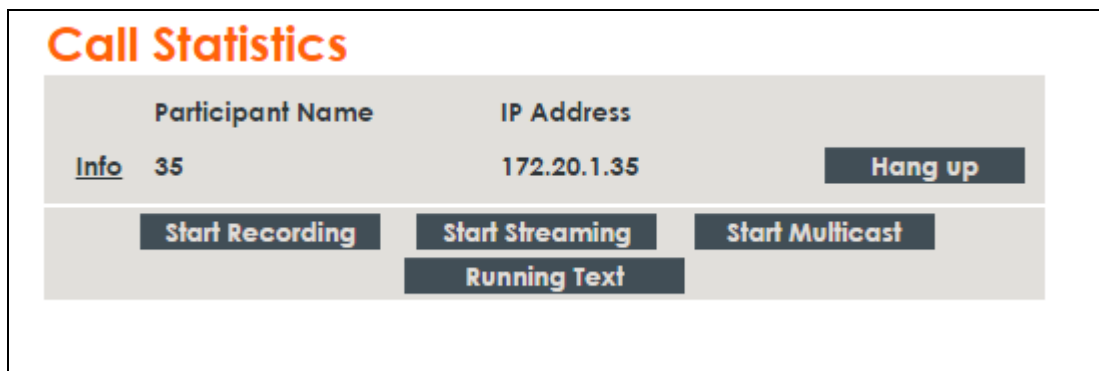 Call Statistics
Participant Name IP Address
Info 35 172.20.1.35 Hang up
Start Recording Start Streaming Start Multicast
Running Text